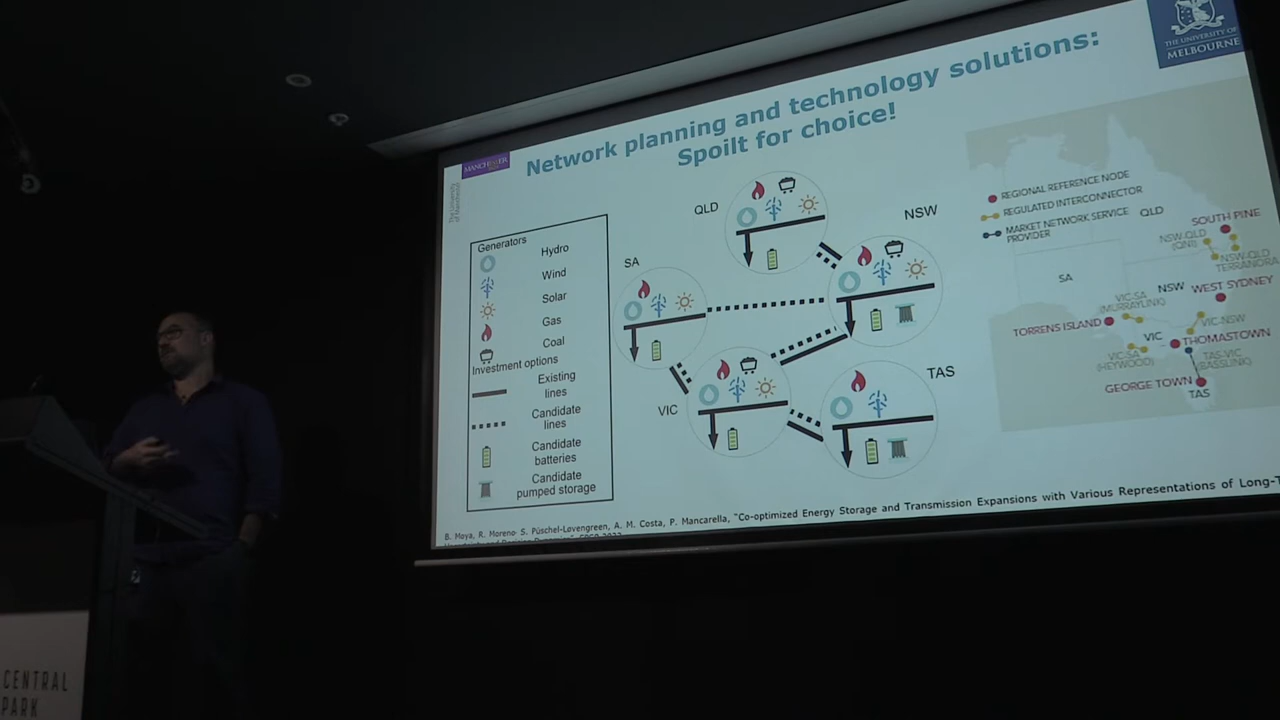 Network planning and technology solutions:
Spoilt for choice!
THE UNIVERSITY OF
MELBOURNE
MANCHESTER
The University
of Manchester
Generators
Hydro
Wind
Solar
Gas
Coal
Investment options
Existing
lines
Candidate
lines
Candidate
batteries
Candidate
pumped storage
QLD
NSW
SA
VIC
TAS
REGIONAL REFERENCE NODE
REGULATED INTERCONNECTOR
MARKET NETWORK SERVICE
PROVIDER
QLD
SOUTH PINE
NSW-QLD
(QNI)
NSW-QLD
TERRANORA
SA
NSW
WEST SYDNEY
VIC-SA
(MURRAYLINK)
TORRENS ISLAND
VIC
VIC-NSW
THOMASTOWN
VIC-SA
(HEYWOOD)
TAS-VIC
(BASSLINK)
GEORGE TOWN
TAS
B. Moya, R. Moreno S. Püschel-Løvengreen, A. M. Costa, P. Mancarella, "Co-optimized Energy Storage and Transmission Expansions with Various Representations of Long-T
CENTRAL
PARK